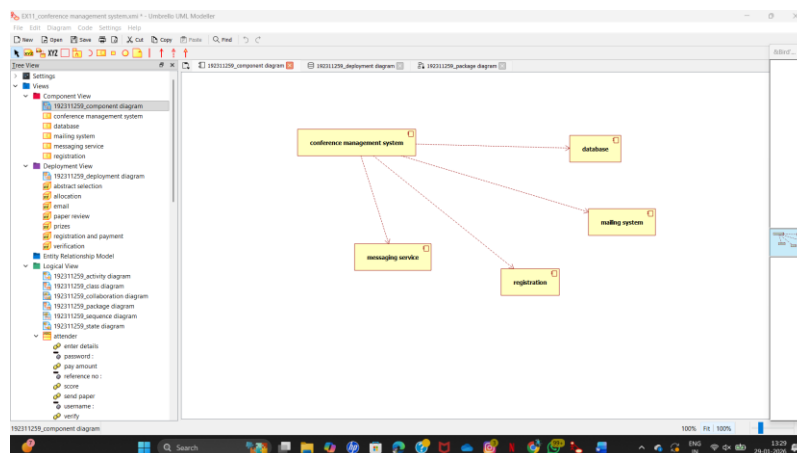 EX11_conference management system.xmi * - Umbrello UML Modeller
File Edit Diagram Code Settings Help
New Open Save Cut Copy Paste Find
XYZ
Tree View
Settings
Views
Component View
192311259_component diagram
conference management system
database
mailing system
messaging service
registration
Deployment View
192311259_deployment diagram
abstract selection
allocation
email
paper review
prizes
registration and payment
verification
Entity Relationship Model
Logical View
192311259_activity diagram
192311259_class diagram
192311259_collaboration diagram
192311259_package diagram
192311259_sequence diagram
192311259_state diagram
attender
enter details
password :
pay amount
reference no :
score
send paper
username :
verify
192311259_component diagram 192311259_deployment diagram 192311259_package diagram
conference management system
database
mailing system
messaging service
registration
192311259_component diagram
100% Fit 100%
Search
99+
ENG
IN
13:29
29-01-2026